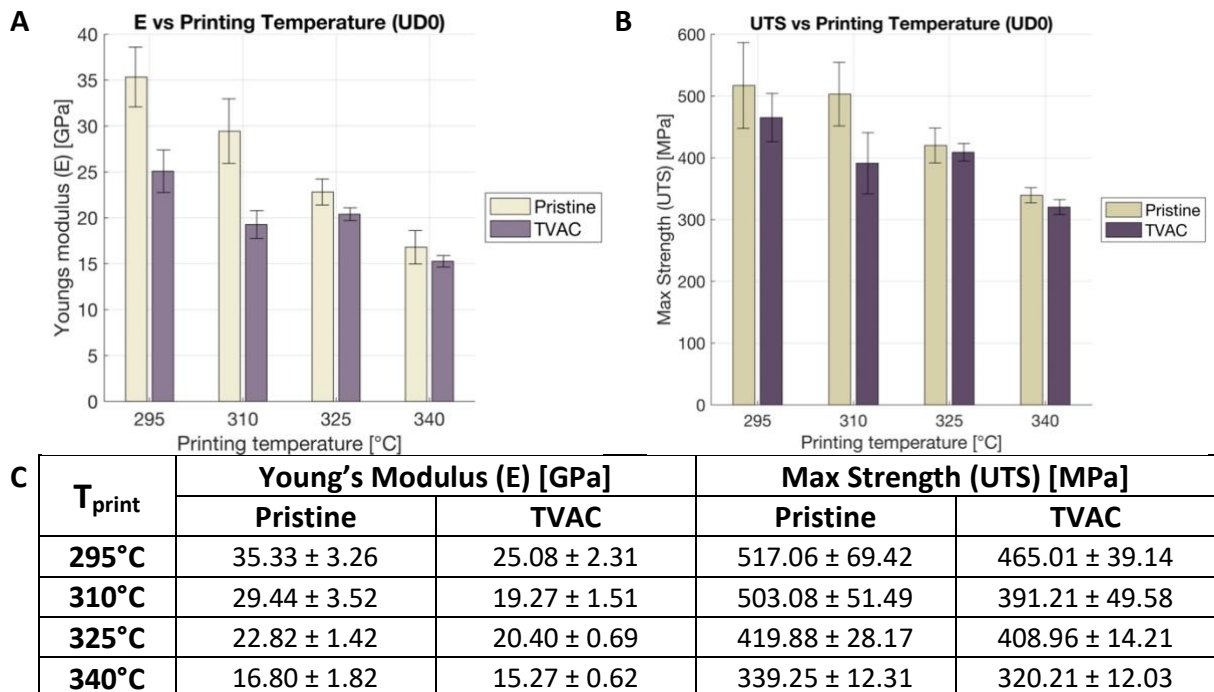 A
E vs Printing Temperature (UD0)
40
35
30
25
20
15
10
5
0
Youngs modulus (E) [GPa]
295 310 325 340
Printing temperature [°C]
Pristine
TVAC
B
UTS vs Printing Temperature (UD0)
600
500
400
300
200
100
0
Max Strength (UTS) [MPa]
295 310 325 340
Printing temperature [°C]
Pristine
TVAC
C
Tprint Young's Modulus (E) [GPa] Max Strength (UTS) [MPa]
Pristine TVAC Pristine TVAC
295°C 35.33 ± 3.26 25.08 ± 2.31 517.06 ± 69.42 465.01 ± 39.14
310°C 29.44 ± 3.52 19.27 ± 1.51 503.08 ± 51.49 391.21 ± 49.58
325°C 22.82 ± 1.42 20.40 ± 0.69 419.88 ± 28.17 408.96 ± 14.21
340°C 16.80 ± 1.82 15.27 ± 0.62 339.25 ± 12.31 320.21 ± 12.03